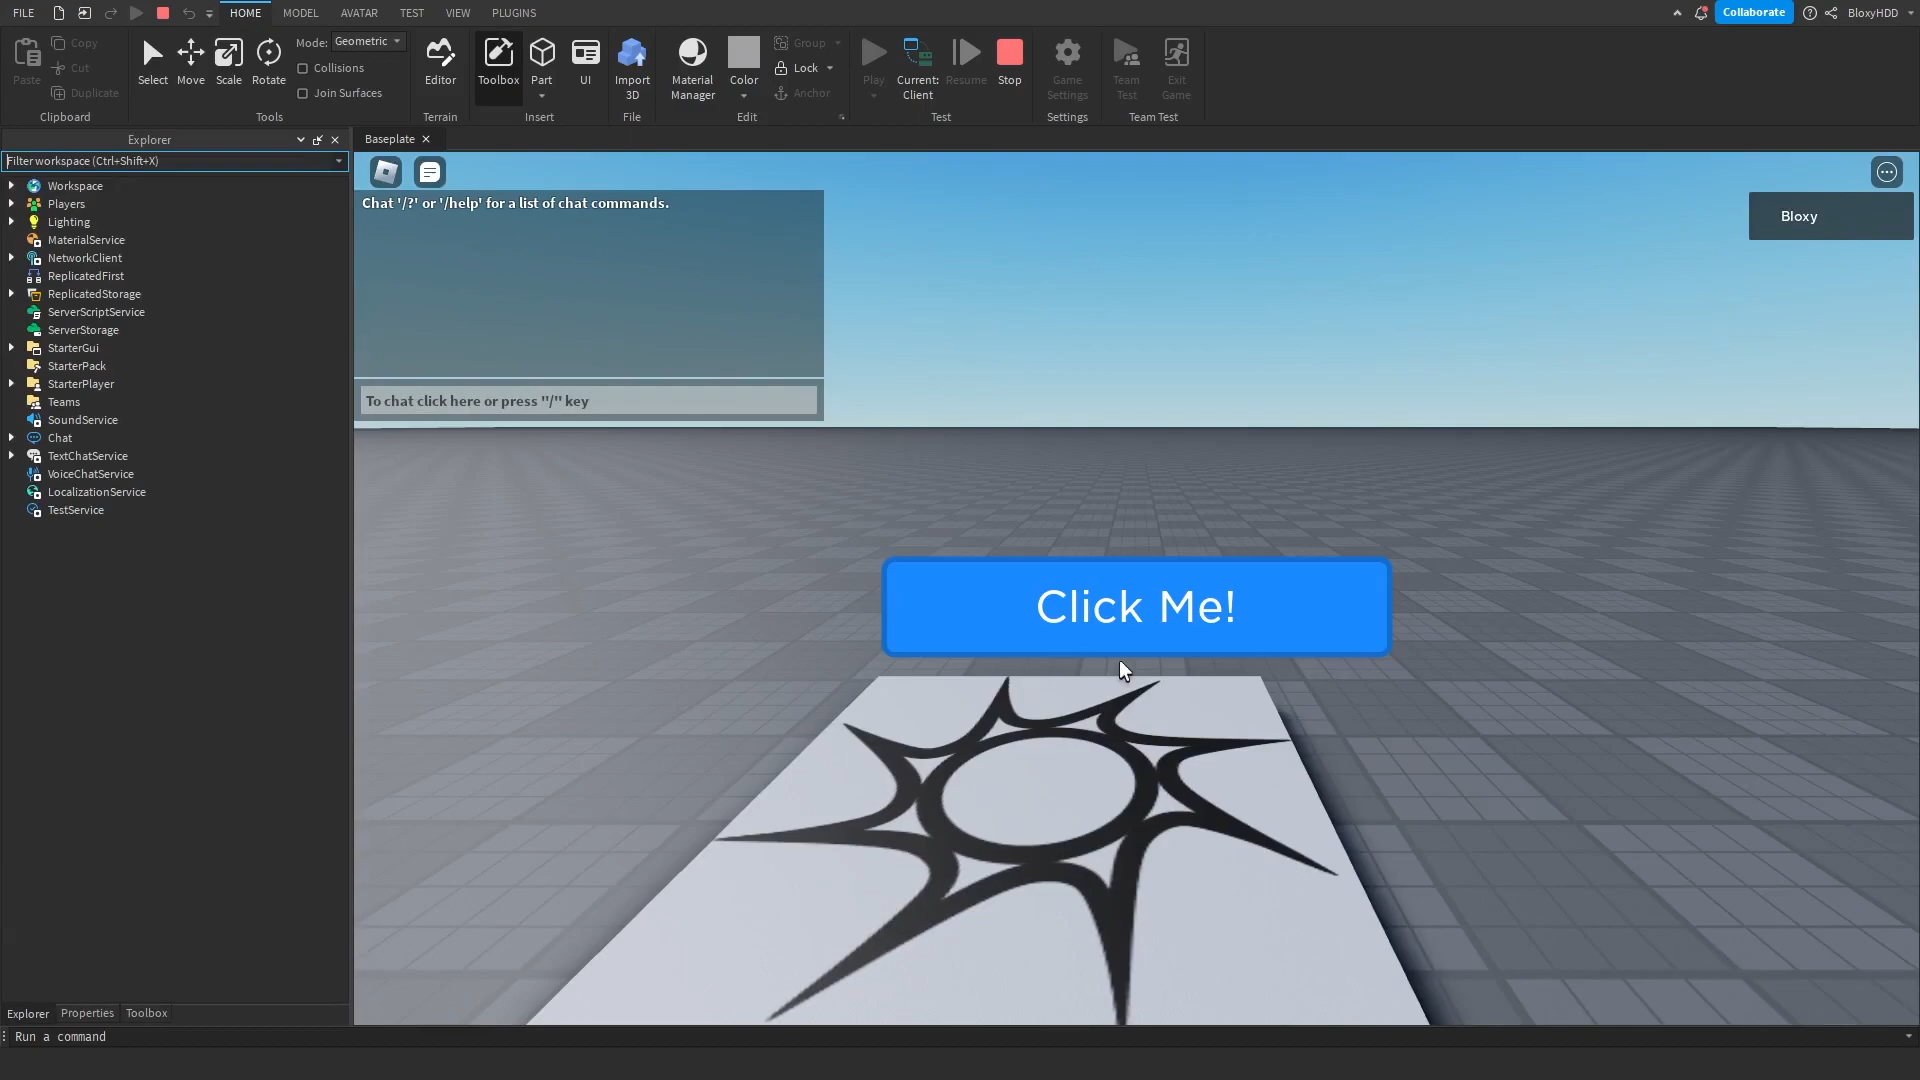 FILE HOME MODEL AVATAR TEST VIEW PLUGINS Collaborate BloxyHDD
Paste Copy Cut Duplicate
Clipboard
Select Move Scale Rotate
Mode: Geometric
Collisions
Join Surfaces
Tools
Editor
Terrain
Toolbox Part UI
Insert
Import 3D
File
Material Manager
Color
Group
Lock
Anchor
Edit
Play
Current: Client
Resume Stop
Test
Game Settings
Settings
Team Test
Exit Game
Team Test
Explorer
Filter workspace (Ctrl+Shift+X)
Workspace
Players
Lighting
MaterialService
NetworkClient
ReplicatedFirst
ReplicatedStorage
ServerScriptService
ServerStorage
StarterGui
StarterPack
StarterPlayer
Teams
SoundService
Chat
TextChatService
VoiceChatService
LocalizationService
TestService
Baseplate
Chat '/?' or '/help' for a list of chat commands.
To chat click here or press "/" key
Bloxy
Click Me!
Explorer Properties Toolbox
Run a command